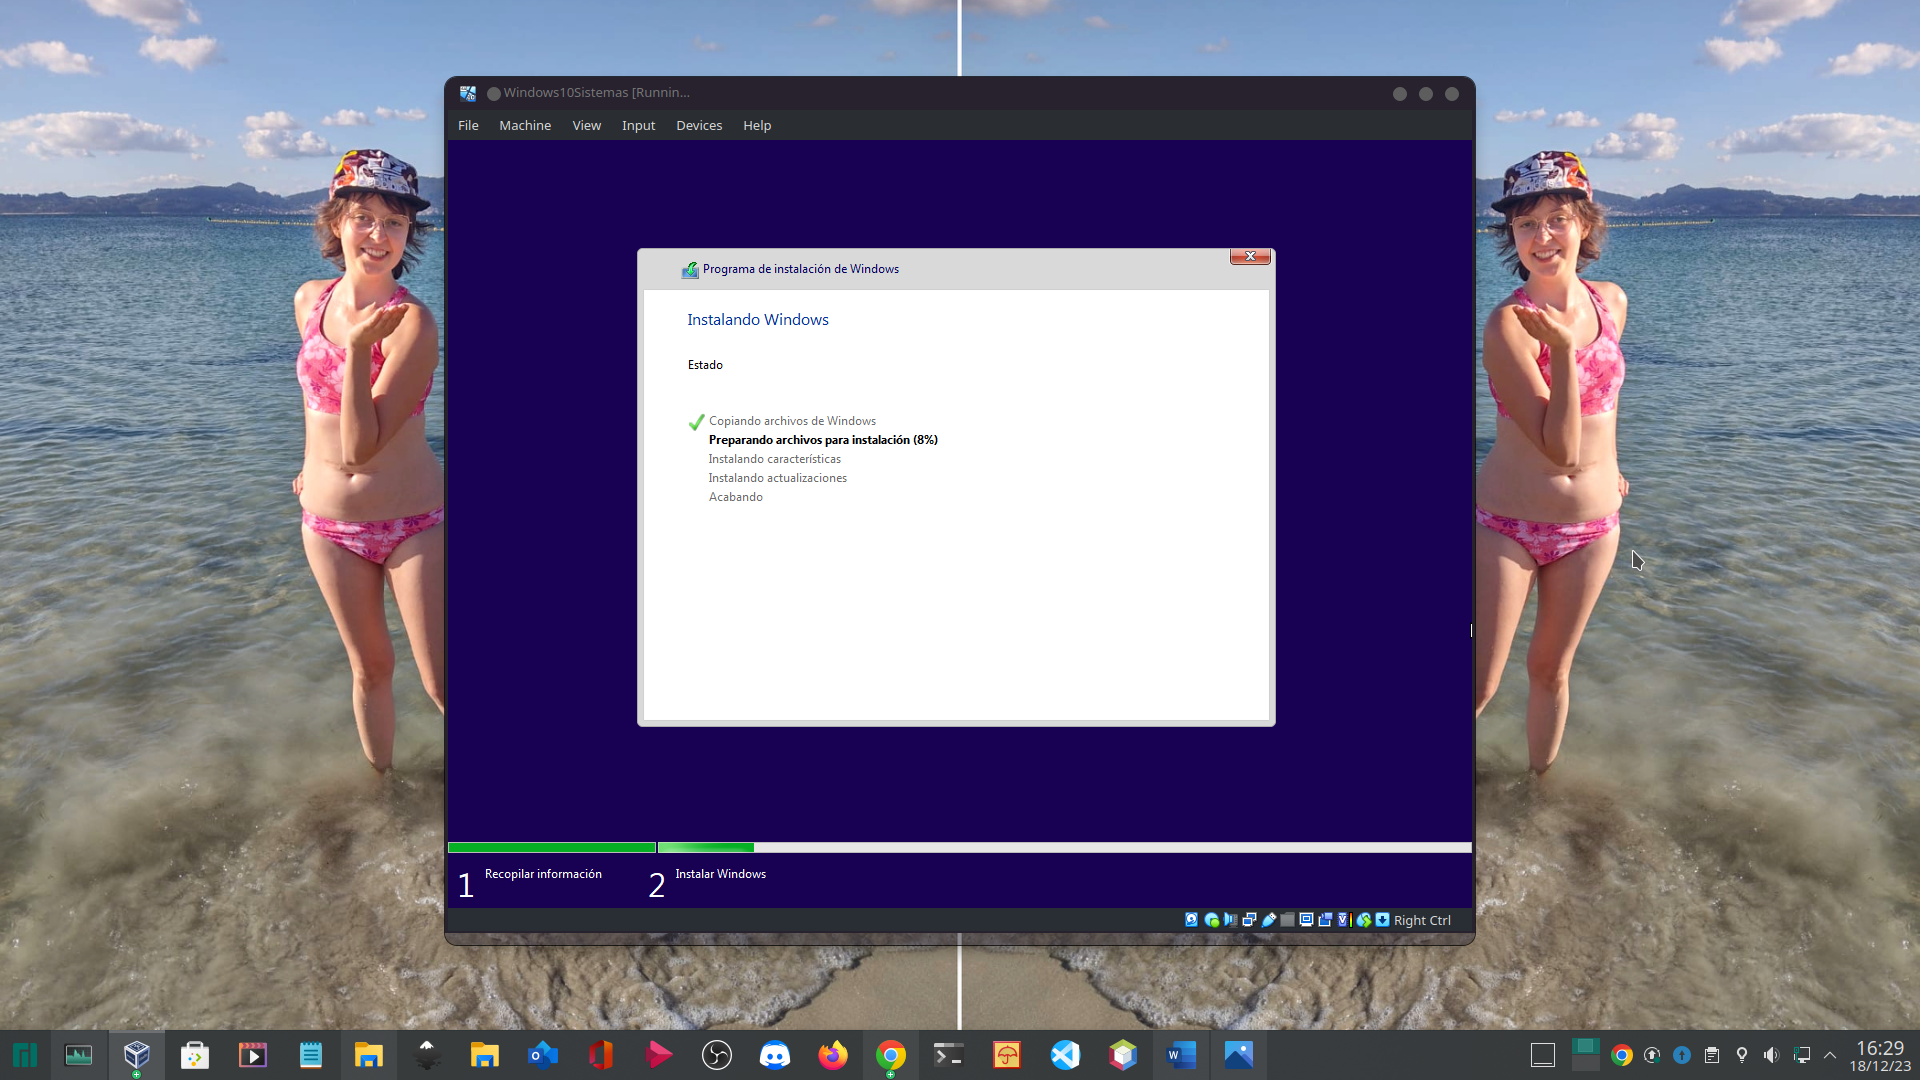 Windows10Sistemas [Runnin...
File Machine View Input Devices Help
Programa de instalación de Windows
Instalando Windows
Estado
Copiando archivos de Windows
Preparando archivos para instalación (8%)
Instalando características
Instalando actualizaciones
Acabando
1 Recopilar información
2 Instalar Windows
Right Ctrl
16:29
18/12/23